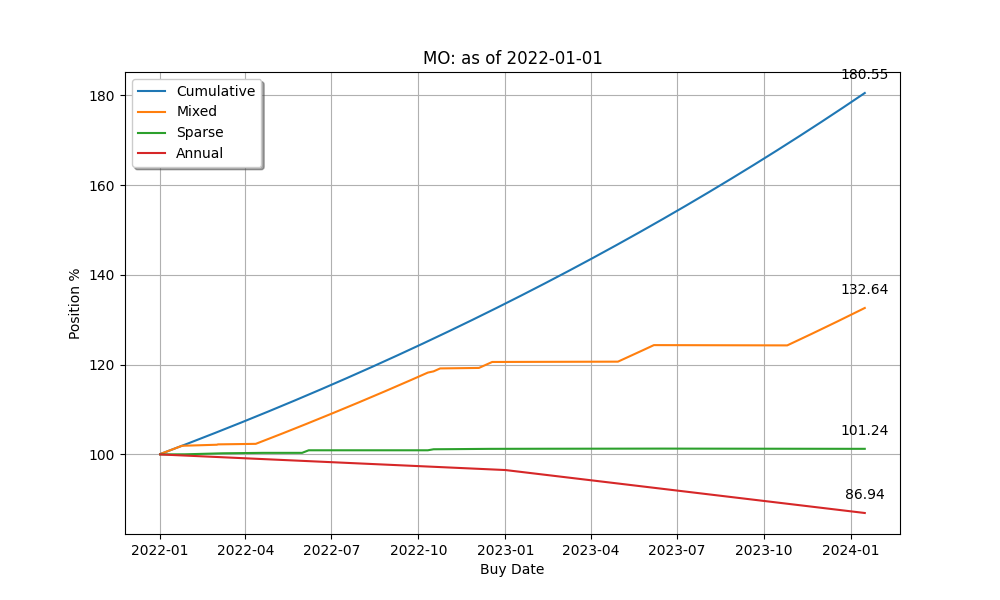 MO: as of 2022-01-01
Cumulative
Mixed
Sparse
Annual
180.55
132.64
101.24
86.94
180
160
140
120
100
Position %
2022-01 2022-04 2022-07 2022-10 2023-01 2023-04 2023-07 2023-10 2024-01
Buy Date